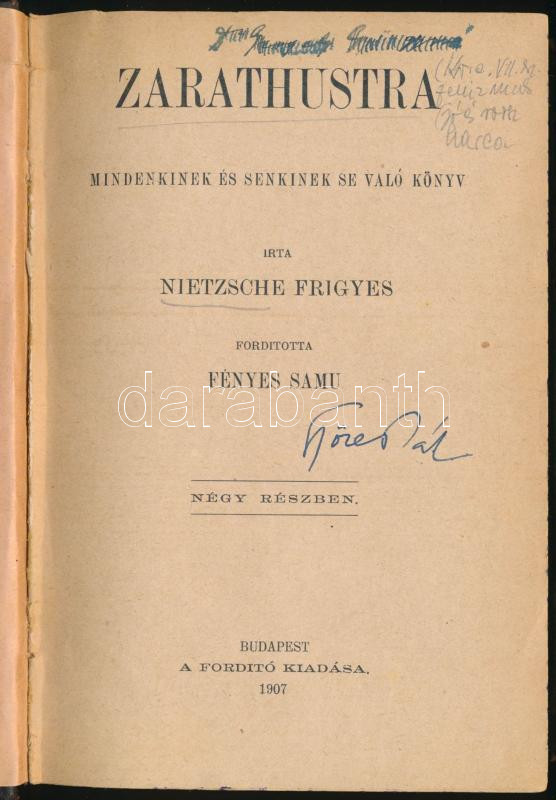 ZARATHUSTRA
MINDENKINEK ÉS SENKINEK SE VALÓ KÖNYV
IRTA
NIETZSCHE FRIGYES
FORDITOTTA
FÉNYES SAMU
darabanth
NÉGY RÉSZBEN.
BUDAPEST
A FORDITÓ KIADÁSA.
1907